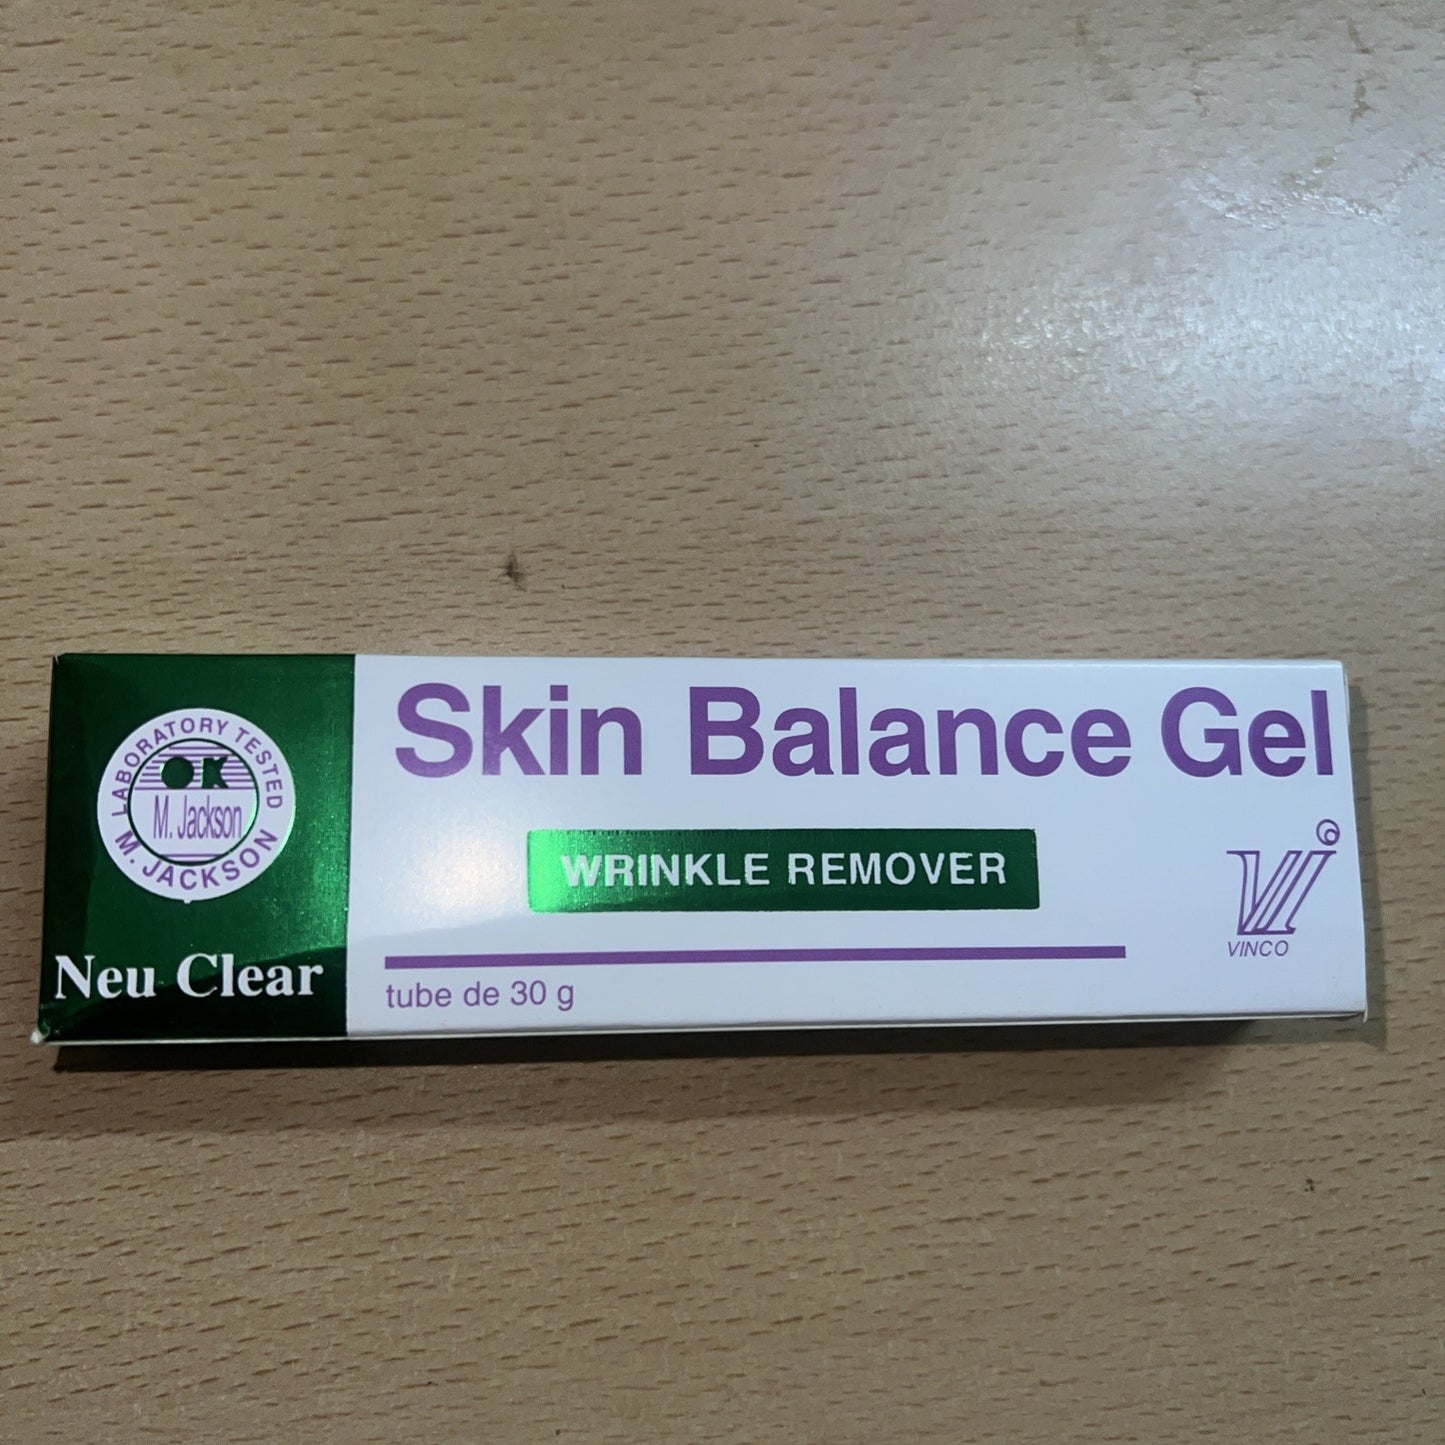 LABORATORY TESTED
OK
M. Jackson
M. JACKSON
Neu Clear
Skin Balance Gel
WRINKLE REMOVER
tube de 30 g
VINCO